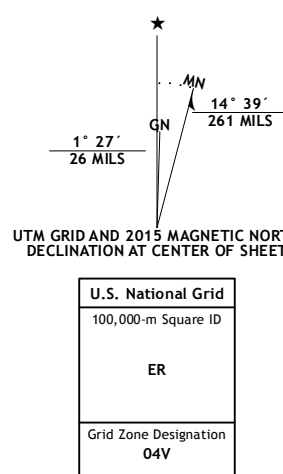 ★
MN
GN
14° 39´
261 MILS
1° 27´
26 MILS
UTM GRID AND 2015 MAGNETIC NORT
DECLINATION AT CENTER OF SHEET
U.S. National Grid
100,000-m Square ID
ER
Grid Zone Designation
04V